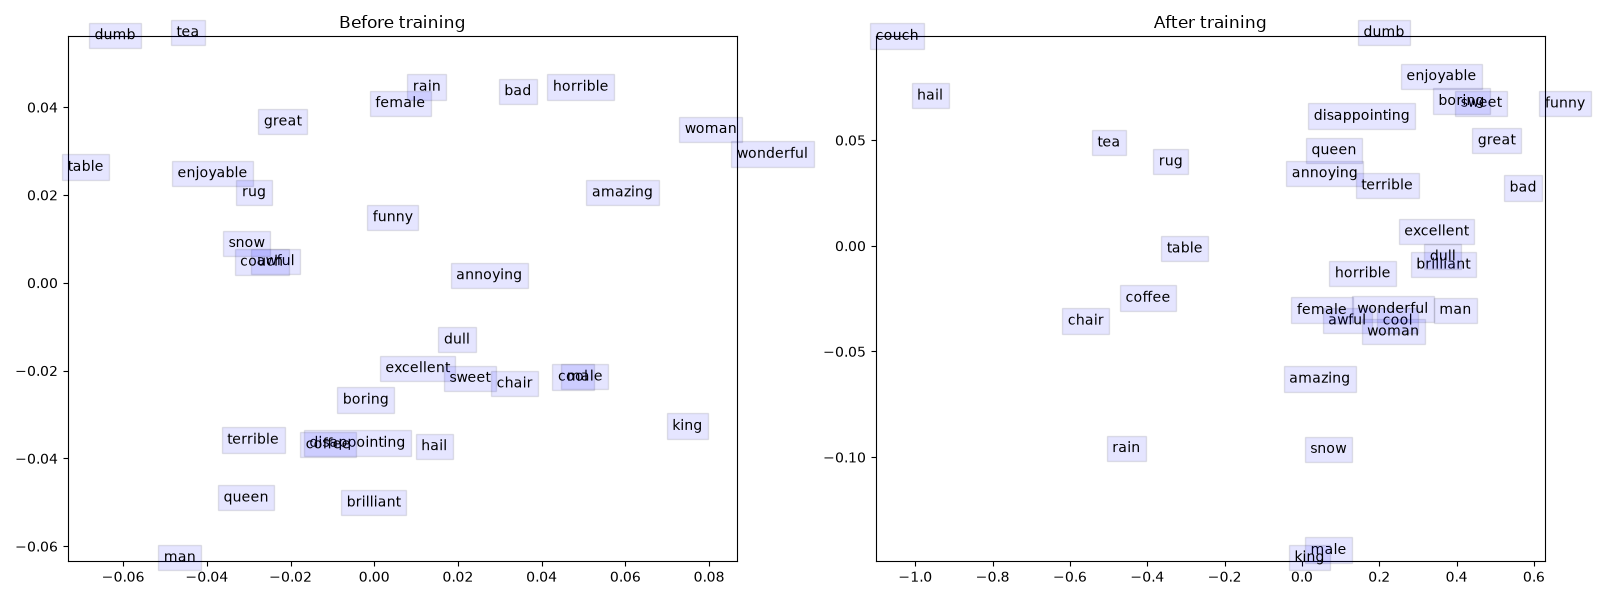 Before training
dumb
tea
rain
bad
horrible
female
great
woman
wonderful
table
enjoyable
rug
amazing
funny
snow
couch
awful
annoying
dull
excellent
sweet
chair
cool
male
boring
king
terrible
coffee
disappointing
hail
queen
brilliant
man
0.04
0.02
0.00
−0.02
−0.04
−0.06
−0.06
−0.04
−0.02
0.00
0.02
0.04
0.06
0.08
After training
couch
dumb
enjoyable
hail
boring
sweet
funny
disappointing
tea
great
queen
rug
annoying
terrible
bad
excellent
table
dull
brilliant
horrible
coffee
female
wonderful
man
chair
awful
cool
woman
amazing
rain
snow
male
king
0.05
0.00
−0.05
−0.10
−1.0
−0.8
−0.6
−0.4
−0.2
0.0
0.2
0.4
0.6